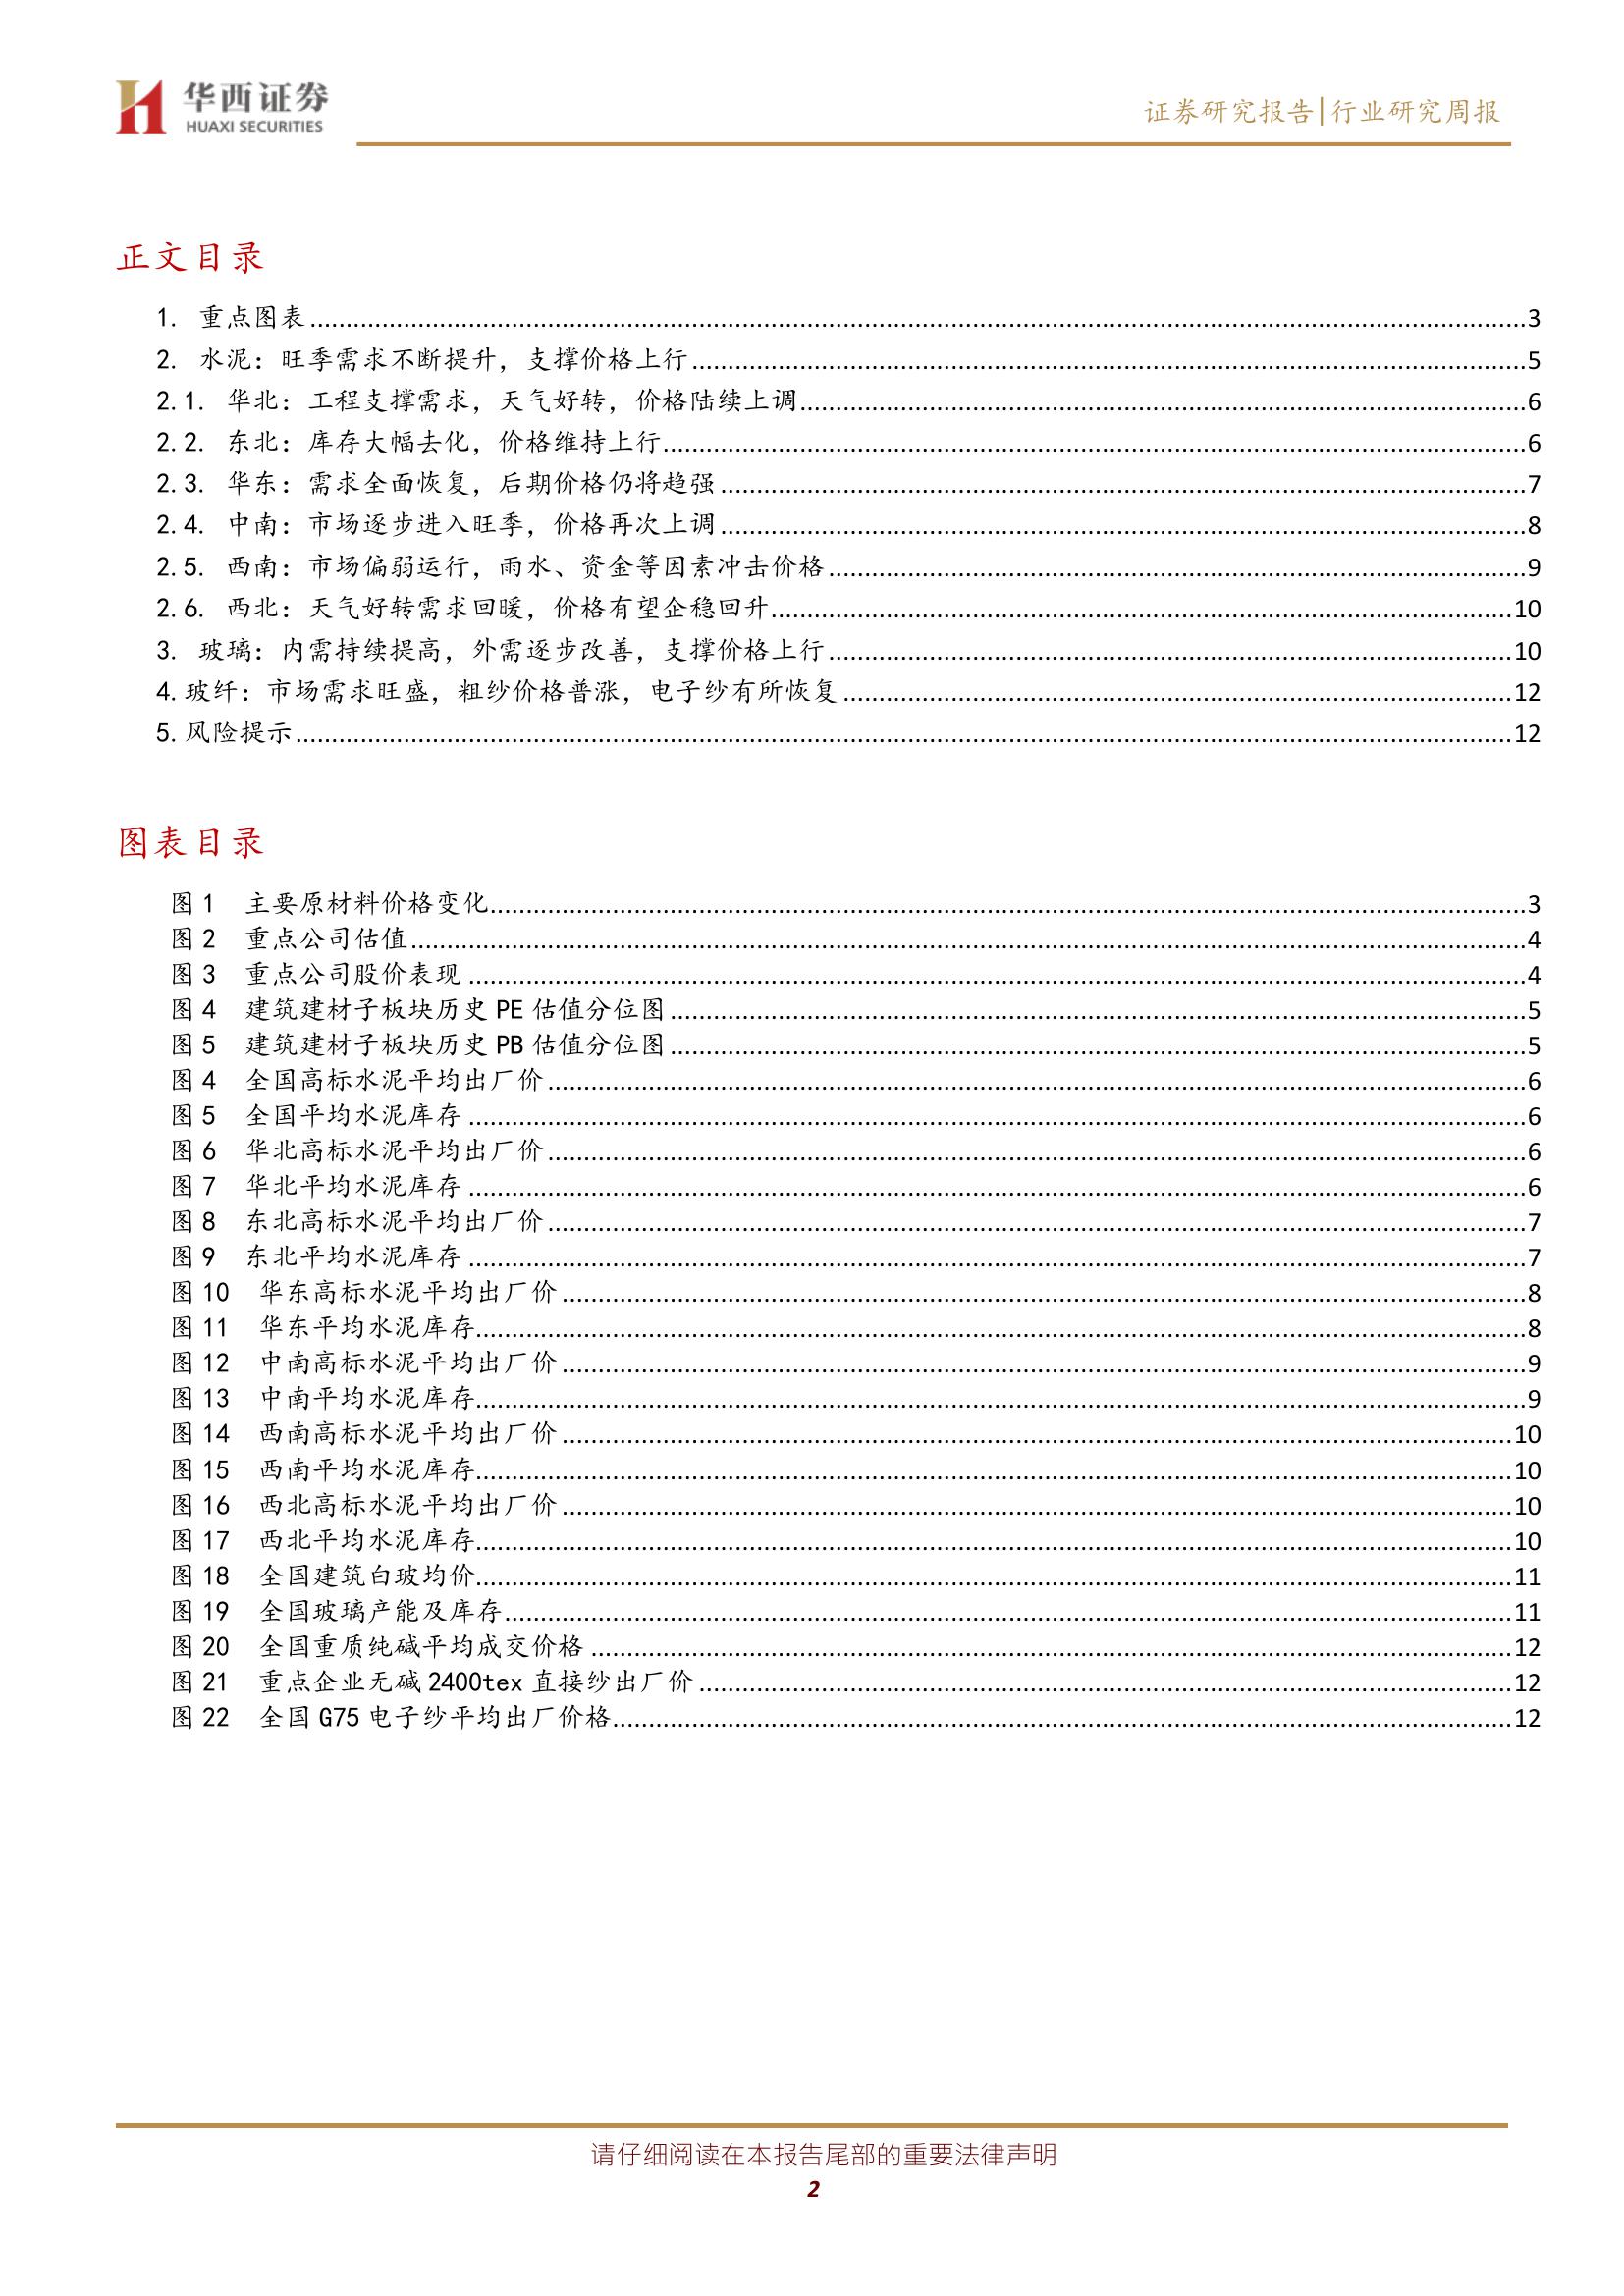 华西证券
HUAXI SECURITIES
证券研究报告|行业研究周报
正文目录
1. 重点图表 3
2. 水泥：旺季需求不断提升，支撑价格上行 5
2.1. 华北：工程支撑需求，天气好转，价格陆续上调 6
2.2. 东北：库存大幅去化，价格维持上行 6
2.3. 华东：需求全面恢复，后期价格仍将趋强 7
2.4. 中南：市场逐步进入旺季，价格再次上调 8
2.5. 西南：市场偏弱运行，雨水、资金等因素冲击价格 9
2.6. 西北：天气好转需求回暖，价格有望企稳回升 10
3. 玻璃：内需持续提高，外需逐步改善，支撑价格上行 10
4.玻纤：市场需求旺盛，粗纱价格普涨，电子纱有所恢复 12
5.风险提示 12
图表目录
图 1 主要原材料价格变化 3
图 2 重点公司估值 4
图 3 重点公司股价表现 4
图 4 建筑建材子板块历史 PE 估值分位图 5
图 5 建筑建材子板块历史 PB 估值分位图 5
图 4 全国高标水泥平均出厂价 6
图 5 全国平均水泥库存 6
图 6 华北高标水泥平均出厂价 6
图 7 华北平均水泥库存 6
图 8 东北高标水泥平均出厂价 7
图 9 东北平均水泥库存 7
图 10 华东高标水泥平均出厂价 8
图 11 华东平均水泥库存 8
图 12 中南高标水泥平均出厂价 9
图 13 中南平均水泥库存 9
图 14 西南高标水泥平均出厂价 10
图 15 西南平均水泥库存 10
图 16 西北高标水泥平均出厂价 10
图 17 西北平均水泥库存 10
图 18 全国建筑白玻均价 11
图 19 全国玻璃产能及库存 11
图 20 全国重质纯碱平均成交价格 12
图 21 重点企业无碱 2400tex 直接纱出厂价 12
图 22 全国 G75 电子纱平均出厂价格 12
请仔细阅读在本报告尾部的重要法律声明
2